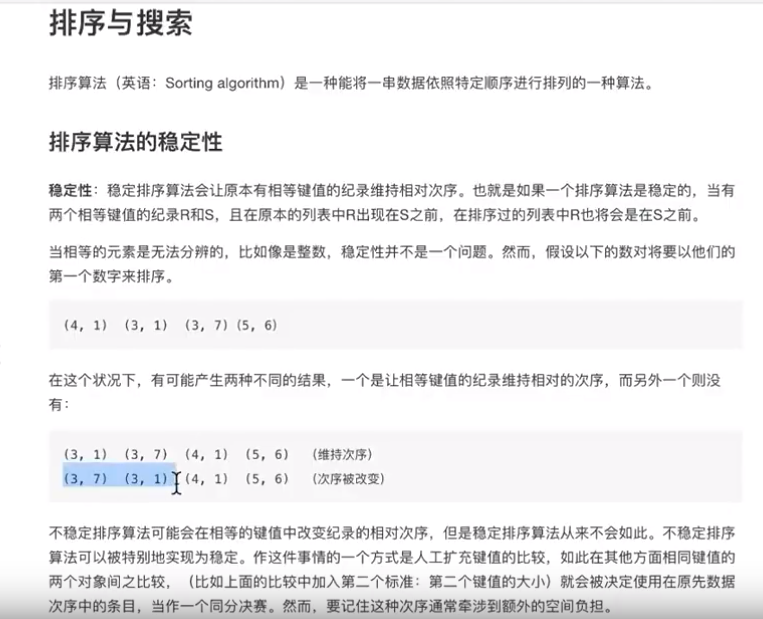 排序与搜索
排序算法（英语：Sorting algorithm）是一种能将一串数据依照特定顺序进行排列的一种算法。
排序算法的稳定性
稳定性：稳定排序算法会让原本有相等键值的纪录维持相对次序。也就是如果一个排序算法是稳定的，当有
两个相等键值的纪录R和S，且在原本的列表中R出现在S之前，在排序过的列表中R也将会是在S之前。
当相等的元素是无法分辨的，比如像是整数，稳定性并不是一个问题。然而，假设以下的数对将要以他们的
第一个数字来排序。
(4, 1) (3, 1) (3, 7) (5, 6)
在这个状况下，有可能产生两种不同的结果，一个是让相等键值的纪录维持相对的次序，而另外一个则没
有：
(3, 1) (3, 7) (4, 1) (5, 6) （维持次序）
(3, 7) (3, 1) (4, 1) (5, 6) （次序被改变）
不稳定排序算法可能会在相等的键值中改变纪录的相对次序，但是稳定排序算法从来不会如此。不稳定排序
算法可以被特别地实现为稳定。作这件事情的一个方式是人工扩充键值的比较，如此在其他方面相同键值的
两个对象间之比较，（比如上面的比较中加入第二个标准：第二个键值的大小）就会被决定使用在原先数据
次序中的条目，当作一个同分决赛。然而，要记住这种次序通常牵涉到额外的空间负担。